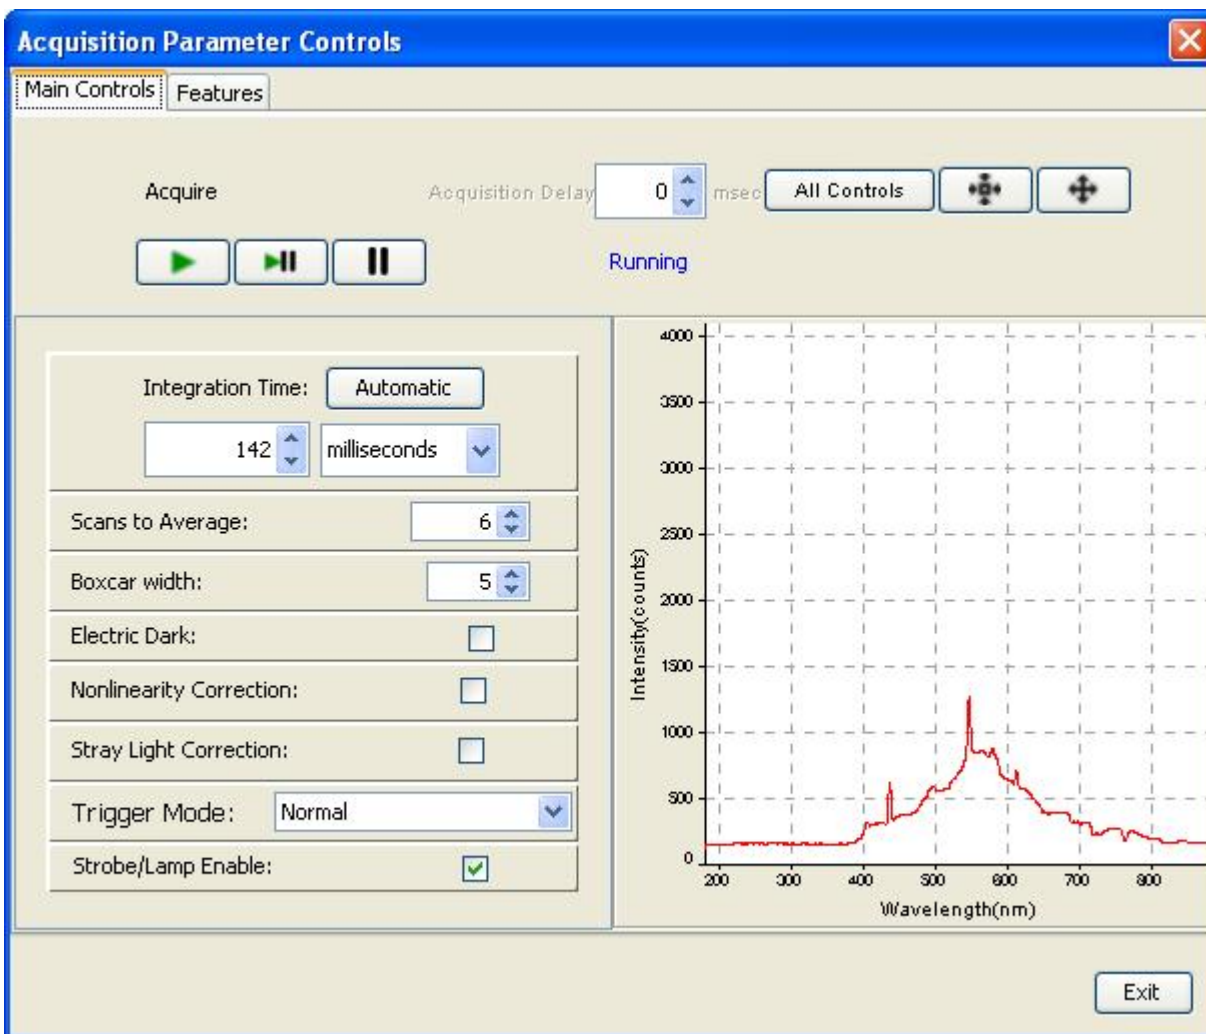 Acquisition Parameter Controls
Main Controls Features
Acquire Acquisition Delay 0 msec All Controls
Running
Integration Time: Automatic
142 milliseconds
Scans to Average: 6
Boxcar width: 5
Electric Dark:
Nonlinearity Correction:
Stray Light Correction:
Trigger Mode: Normal
Strobe/Lamp Enable:
4000
3500
3000
2500
2000
1500
1000
500
0
Intensity(counts)
200 300 400 500 600 700 800
Wavelength(nm)
Exit